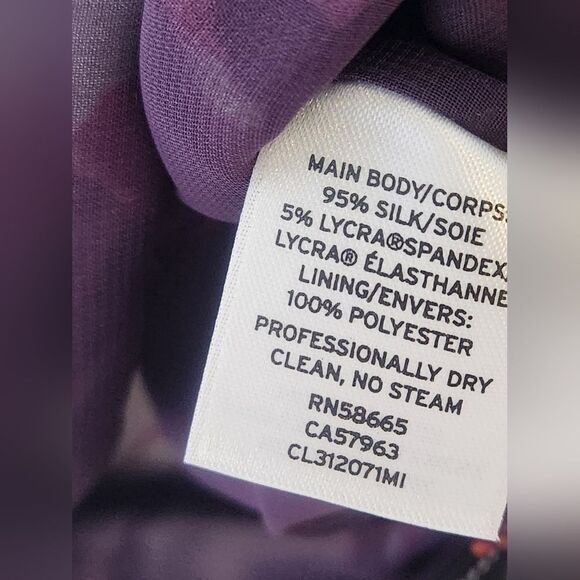 MAIN BODY/CORPS:
95% SILK/SOIE
5% LYCRA®SPANDEX/
LYCRA® ÉLASTHANNE
LINING/ENVERS:
100% POLYESTER
PROFESSIONALLY DRY
CLEAN, NO STEAM
RN58665
CA57963
CL312071MI